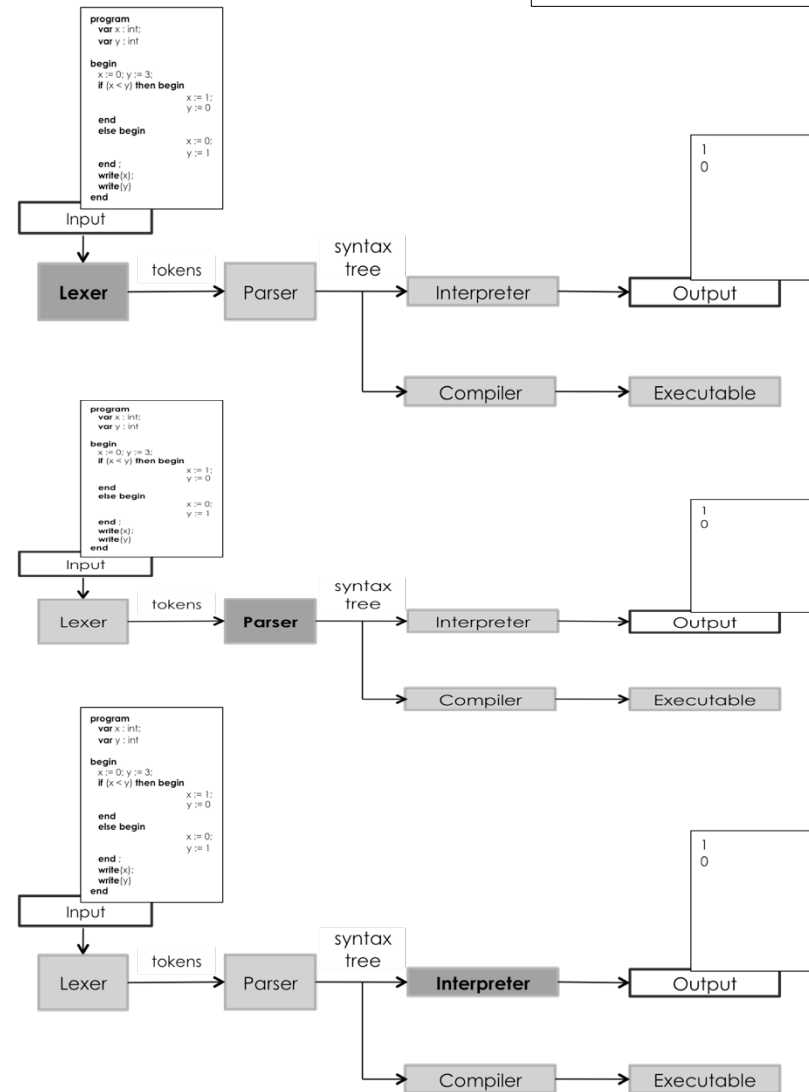 program
var x : int;
var y : int
begin
x := 0; y := 3;
if (x < y) then begin
x := 1;
y := 0
end
else begin
x := 0;
y := 1
end ;
write(x);
write(y)
end
1
0
Input
tokens
syntax
tree
Lexer
Parser
Interpreter
Output
Compiler
Executable
program
var x : int;
var y : int
begin
x := 0; y := 3;
if (x < y) then begin
x := 1;
y := 0
end
else begin
x := 0;
y := 1
end ;
write(x);
write(y)
end
1
0
Input
tokens
syntax
tree
Lexer
Parser
Interpreter
Output
Compiler
Executable
program
var x : int;
var y : int
begin
x := 0; y := 3;
if (x < y) then begin
x := 1;
y := 0
end
else begin
x := 0;
y := 1
end ;
write(x);
write(y)
end
1
0
Input
tokens
syntax
tree
Lexer
Parser
Interpreter
Output
Compiler
Executable